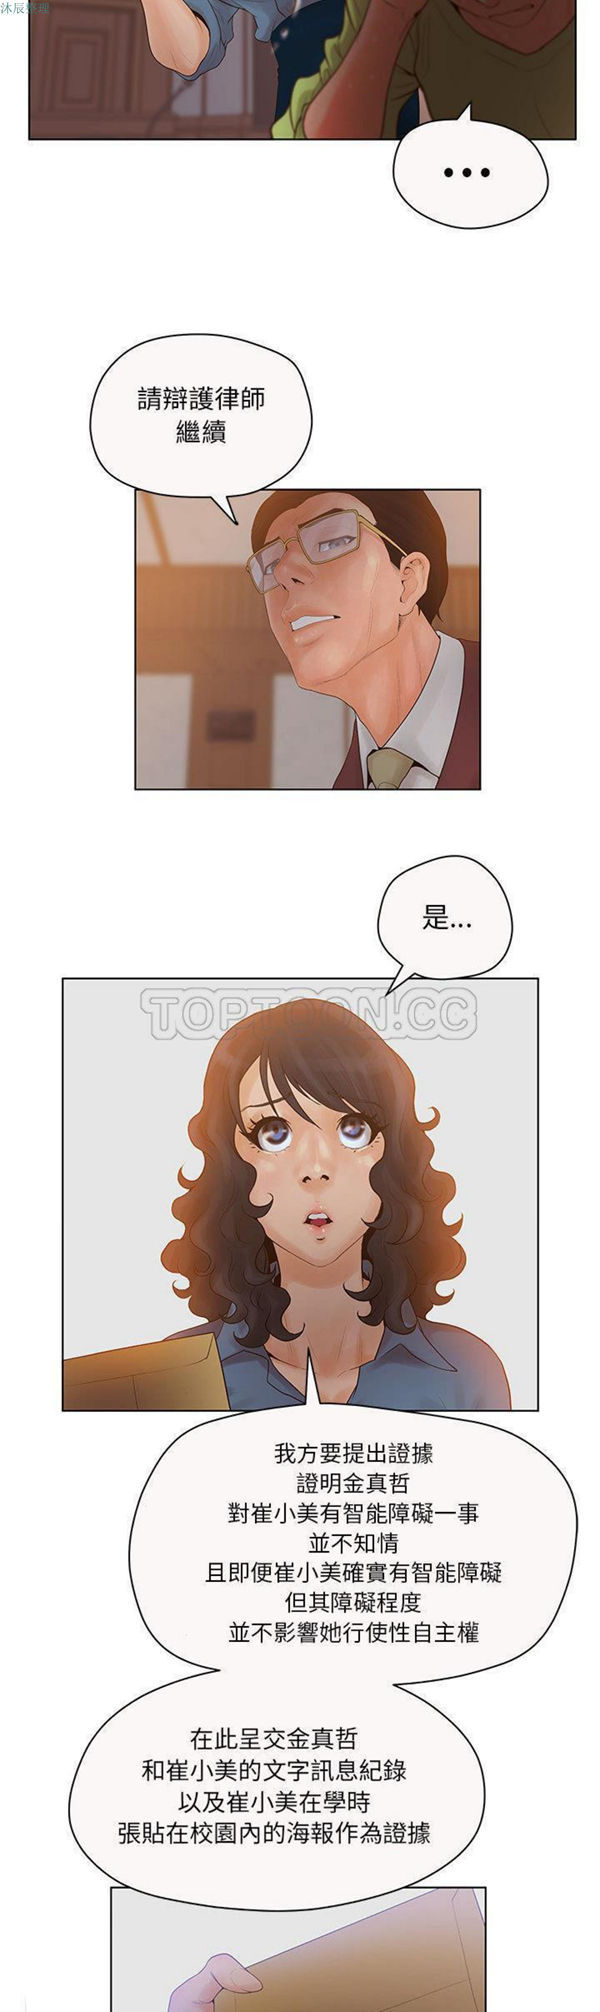 沐辰整理
•••
請辯護律師
繼續
是...
TOPTOON.CC
我方要提出證據
證明金真哲
對崔小美有智能障礙一事
並不知情
且即便崔小美確實有智能障礙
但其障礙程度
並不影響她行使性自主權
在此呈交金真哲
和崔小美的文字訊息紀錄
以及崔小美在學時
張貼在校園內的海報作為證據